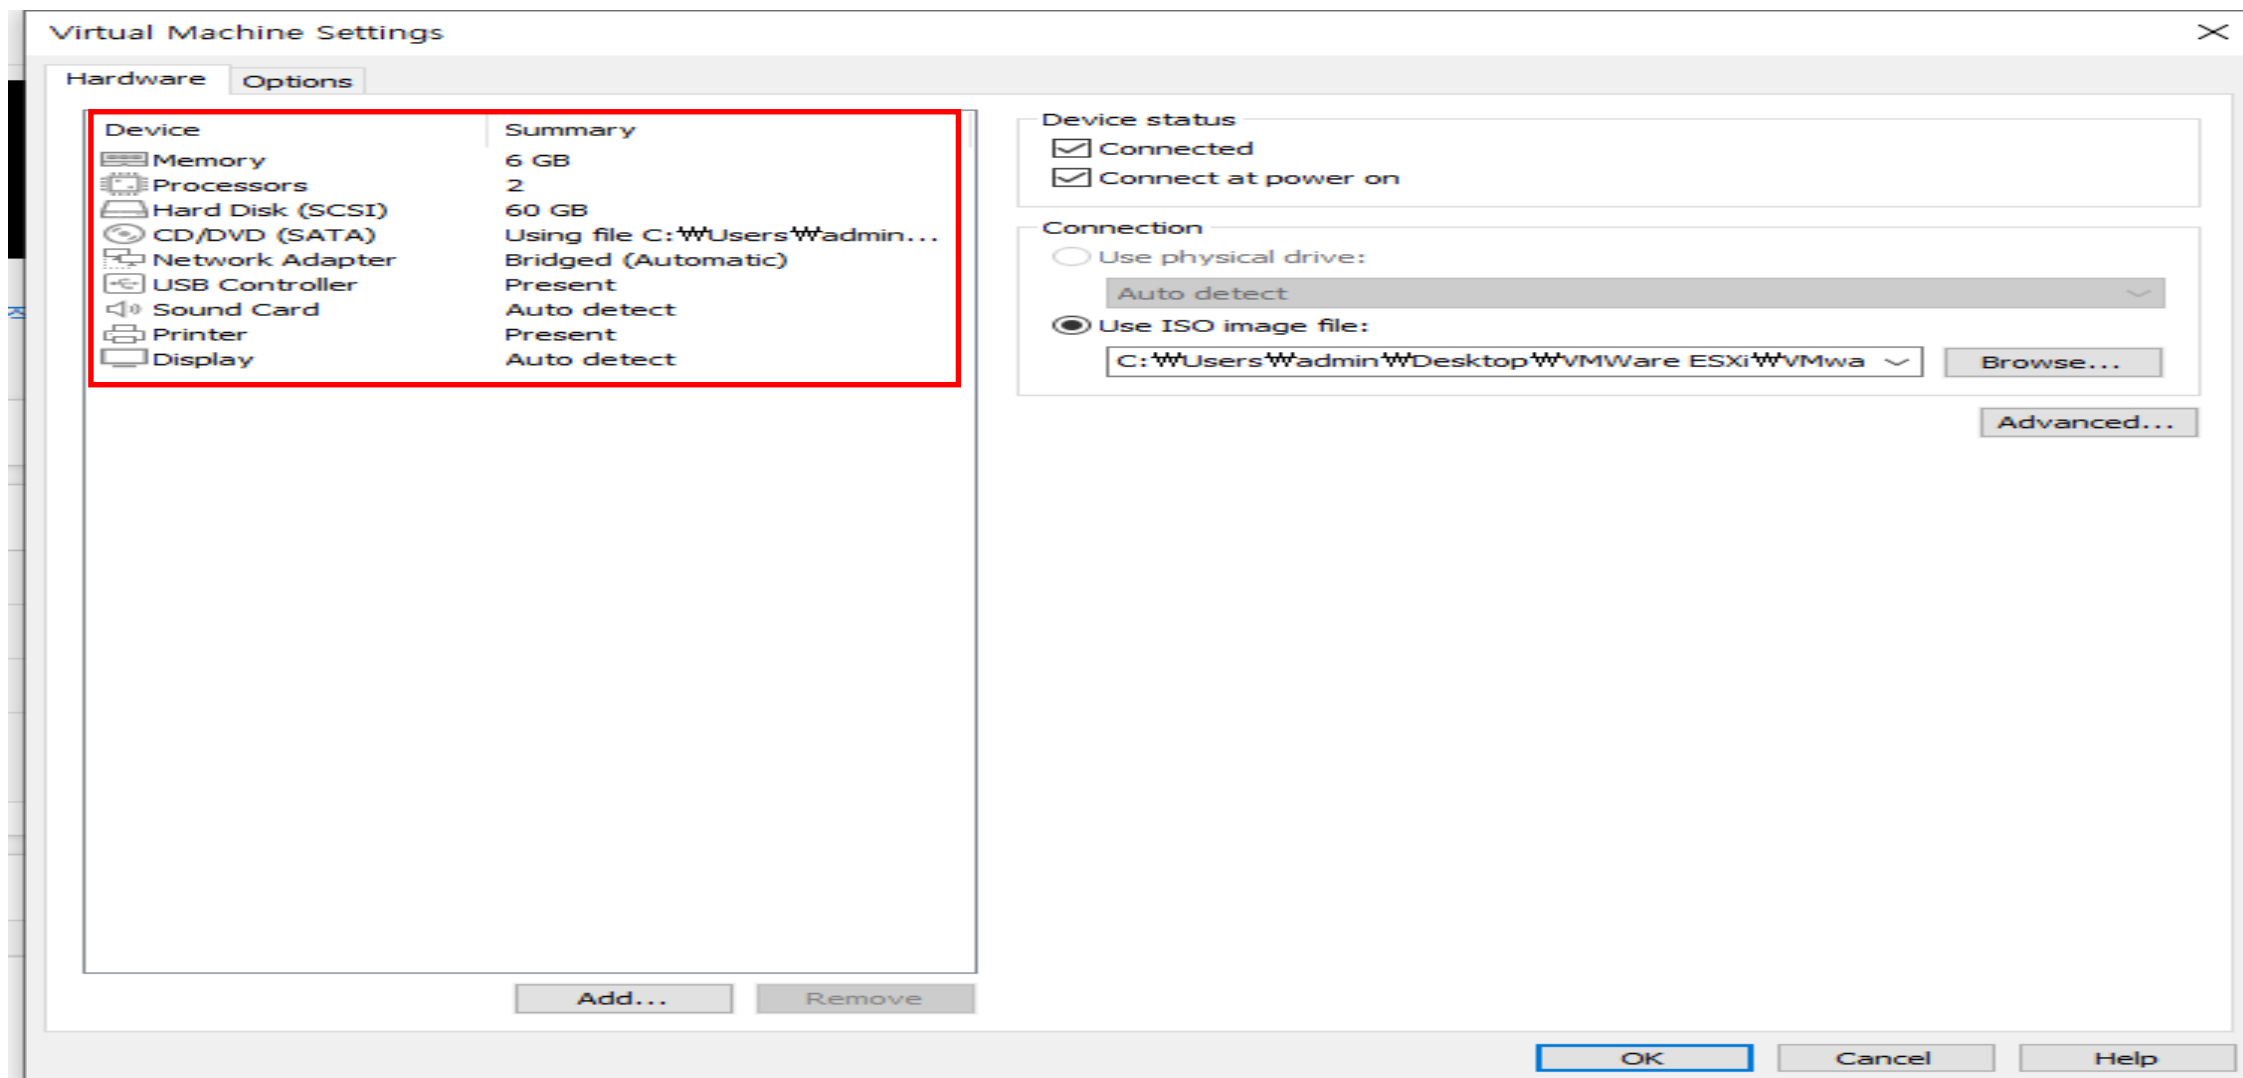 Virtual Machine Settings
Hardware Options
Device Summary
Memory 6 GB
Processors 2
Hard Disk (SCSI) 60 GB
CD/DVD (SATA) Using file C:₩Users₩admin...
Network Adapter Bridged (Automatic)
USB Controller Present
Sound Card Auto detect
Printer Present
Display Auto detect
Add... Remove
Device status
Connected
Connect at power on
Connection
Use physical drive:
Auto detect
Use ISO image file:
C:₩Users₩admin₩Desktop₩VMWare ESXi₩VMwa Browse...
Advanced...
OK Cancel Help